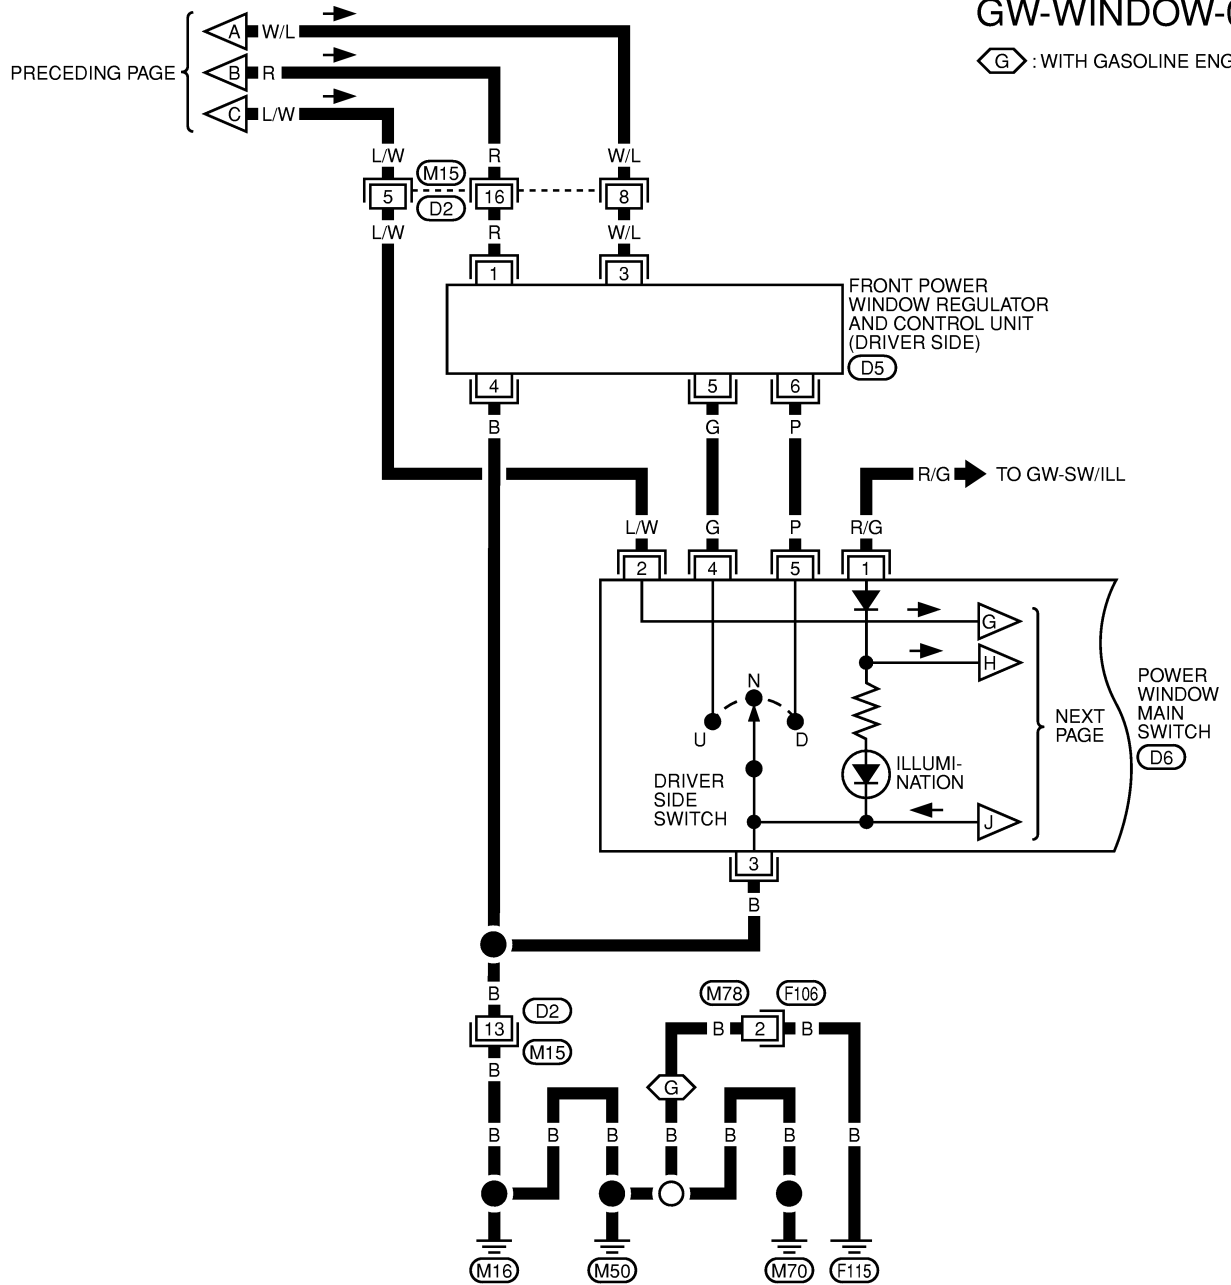 GW-WINDOW-
G : WITH GASOLINE ENG
PRECEDING PAGE
A W/L
B R
C L/W
L/W R W/L
M15
5 16 8
D2
L/W R W/L
1 3
FRONT POWER
WINDOW REGULATOR
AND CONTROL UNIT
(DRIVER SIDE)
D5
4 5 6
B G P
R/G TO GW-SW/ILL
L/W G P R/G
2 4 5 1
G
H
N
U D
POWER
WINDOW
MAIN
SWITCH
D6
NEXT
PAGE
ILLUMI-
NATION
DRIVER
SIDE
SWITCH
J
3
B
B
M78 F106
D2
13
B 2 B
M15
B
G
B B B B B B B
M16 M50 M70 F115